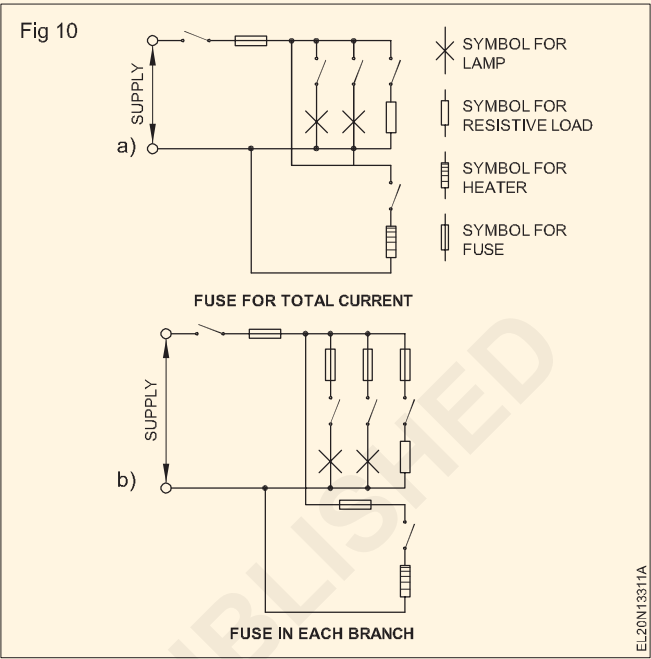 Fig 10
SUPPLY
a)
SYMBOL FOR
LAMP
SYMBOL FOR
RESISTIVE LOAD
SYMBOL FOR
HEATER
SYMBOL FOR
FUSE
FUSE FOR TOTAL CURRENT
SUPPLY
b)
FUSE IN EACH BRANCH
EL20N13311A